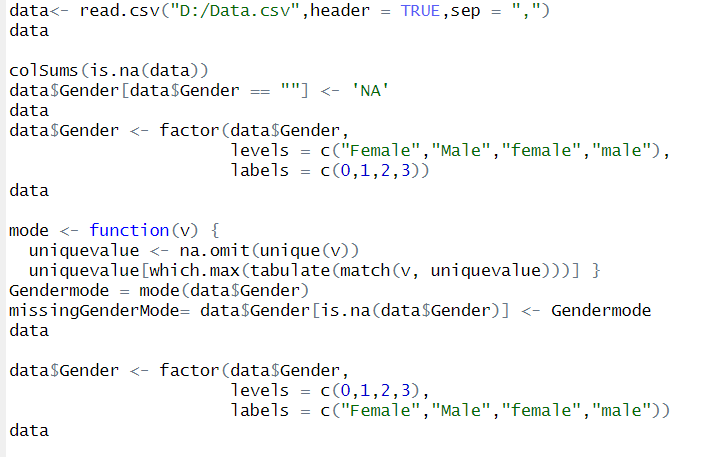 data<- read.csv("D:/Data.csv",header = TRUE,sep = ",")
data
colSums(is.na(data))
data$Gender[data$Gender == ""] <- 'NA'
data
data$Gender <- factor(data$Gender,
levels = c("Female","Male","female","male"),
labels = c(0,1,2,3))
data
mode <- function(v) {
uniquevalue <- na.omit(unique(v))
uniquevalue[which.max(tabulate(match(v, uniquevalue)))] }
Gendermode = mode(data$Gender)
missingGenderMode= data$Gender[is.na(data$Gender)] <- Gendermode
data
data$Gender <- factor(data$Gender,
levels = c(0,1,2,3),
labels = c("Female","Male","female","male"))
data